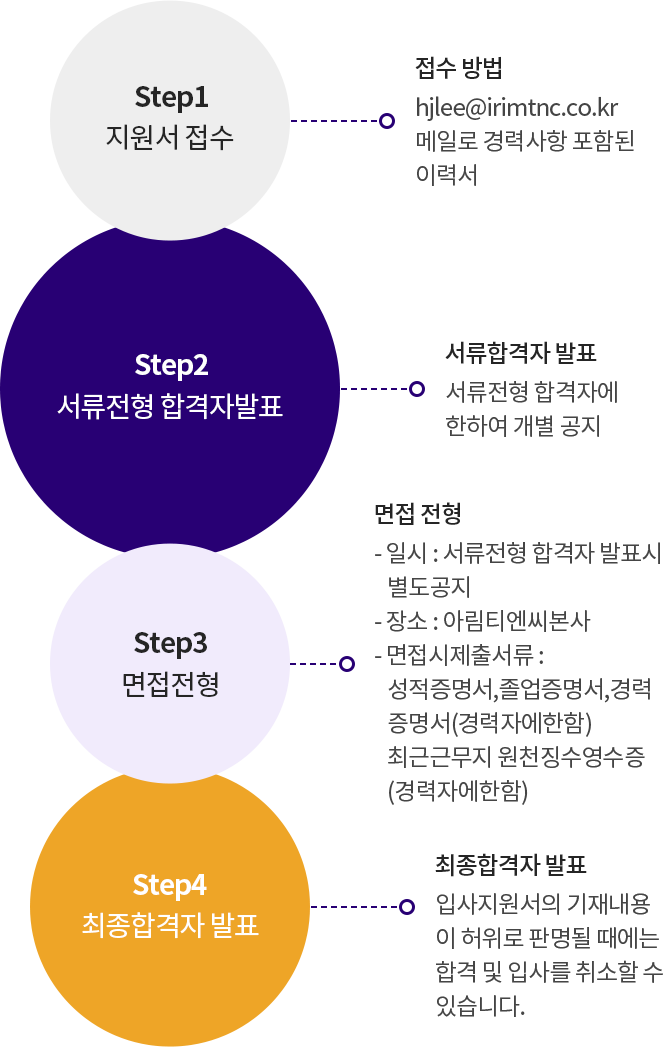 Step1
지원서 접수
접수 방법
hjlee@irimtnc.co.kr
메일로 경력사항 포함된
이력서
Step2
서류전형 합격자발표
서류합격자 발표
서류전형 합격자에
한하여 개별 공지
Step3
면접전형
면접 전형
- 일시 : 서류전형 합격자 발표시
별도공지
- 장소 : 아림티엔씨본사
- 면접시제출서류 :
성적증명서,졸업증명서,경력
증명서(경력자에한함)
최근근무지 원천징수영수증
(경력자에한함)
Step4
최종합격자 발표
최종합격자 발표
입사지원서의 기재내용
이 허위로 판명될 때에는
합격 및 입사를 취소할 수
있습니다.